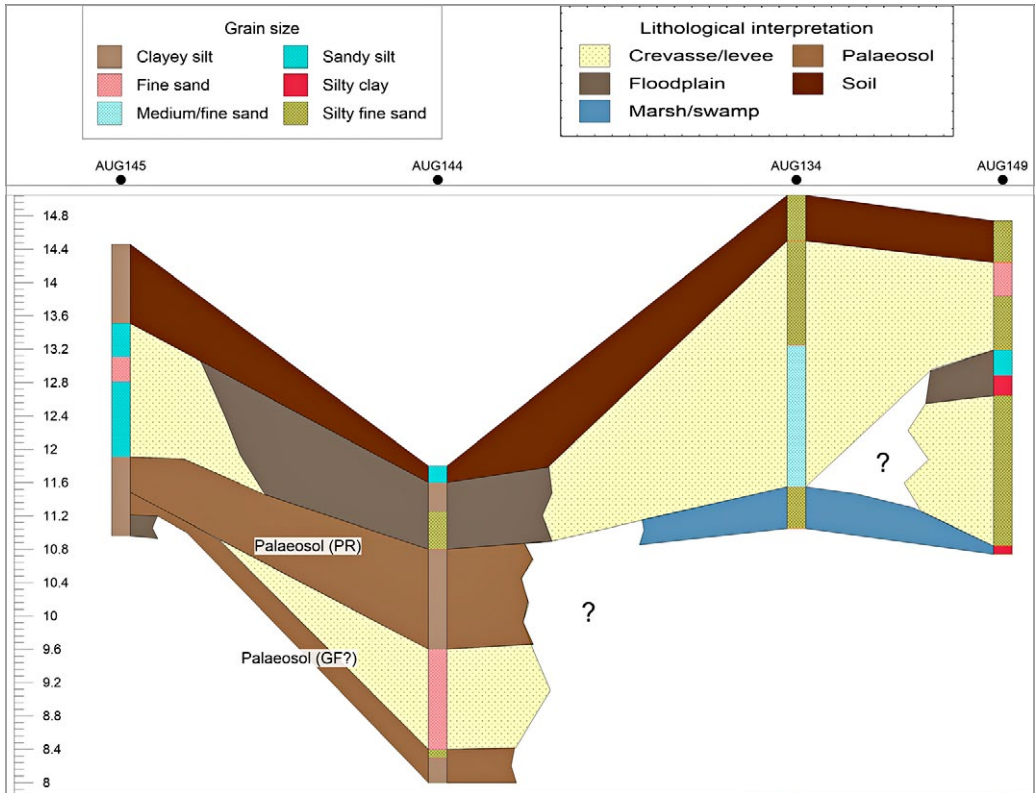 Grain size
Clayey silt
Sandy silt
Fine sand
Silty clay
Medium/fine sand
Silty fine sand
Lithological interpretation
Crevasse/levee
Palaeosol
Floodplain
Soil
Marsh/swamp
AUG145
AUG144
AUG134
AUG149
14.8
14.4
14
13.6
13.2
12.8
12.4
12
?
11.6
11.2
Palaeosol (PR)
10.8
10.4
10
?
9.6
Palaeosol (GF?)
9.2
8.8
8.4
8